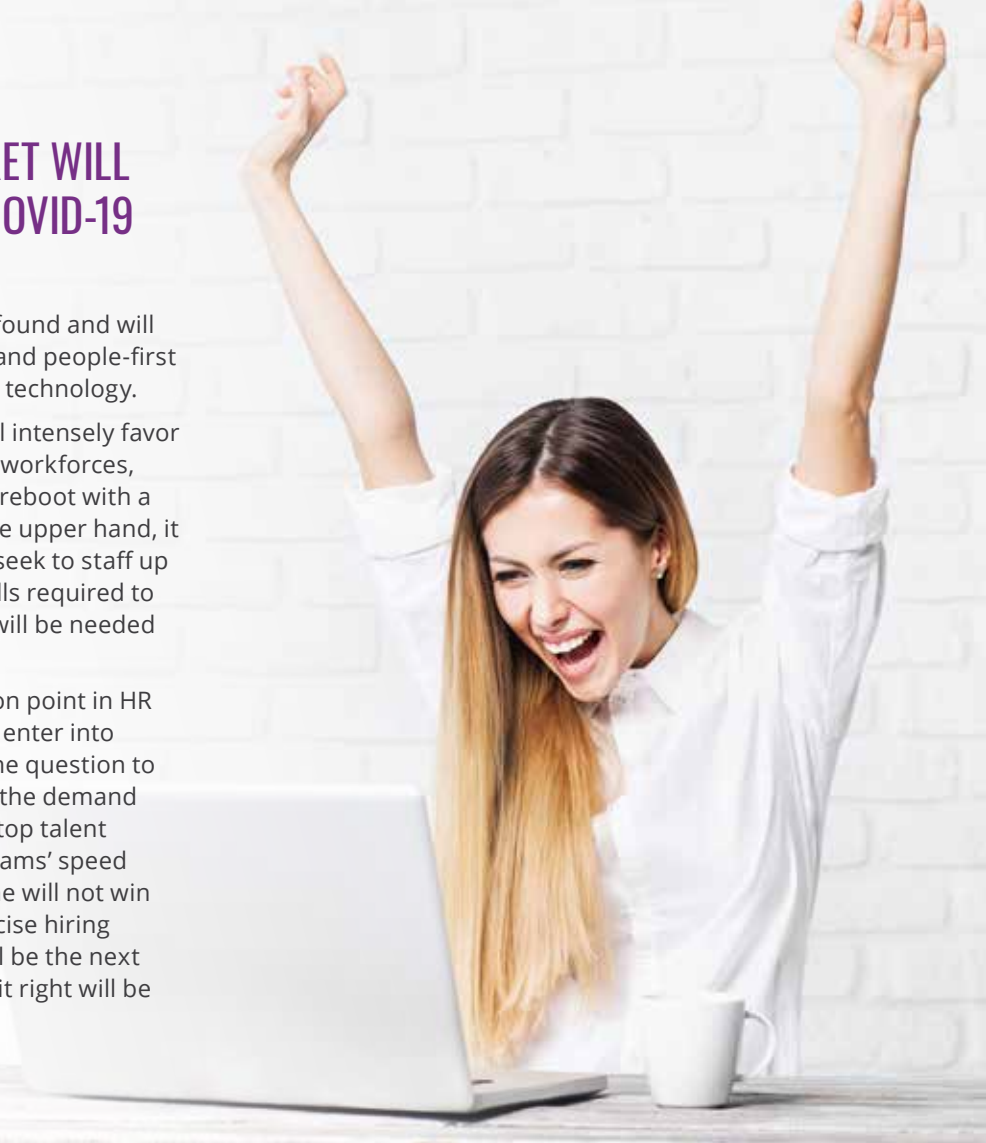 ET WILL
OVID-19
found and will
and people-first
technology.
l intensely favor
workforces,
reboot with a
e upper hand, it
seek to staff up
lls required to
will be needed
on point in HR
enter into
ne question to
the demand
top talent
ams' speed
e will not win
cise hiring
l be the next
it right will be